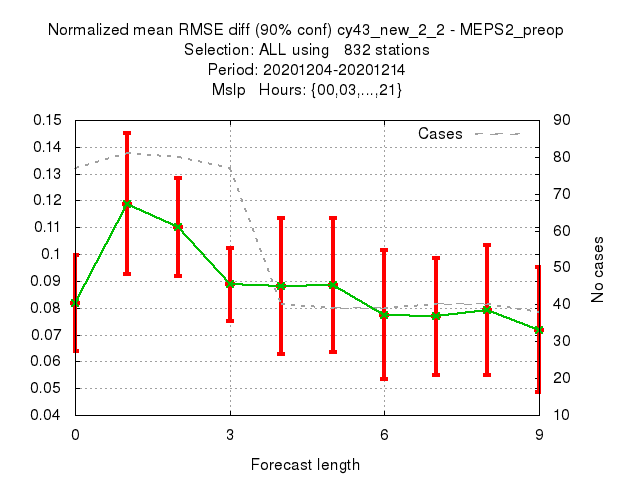 Normalized mean RMSE diff (90% conf) cy43_new_2_2 - MEPS2_preop
Selection: ALL using   832 stations
Period: 20201204-20201214
Mslp   Hours: {00,03,...,21}
Cases
0.15
0.14
0.13
0.12
0.11
0.1
0.09
0.08
0.07
0.06
0.05
0.04
90
80
70
60
50
40
30
20
10
No cases
0 3 6 9
Forecast length